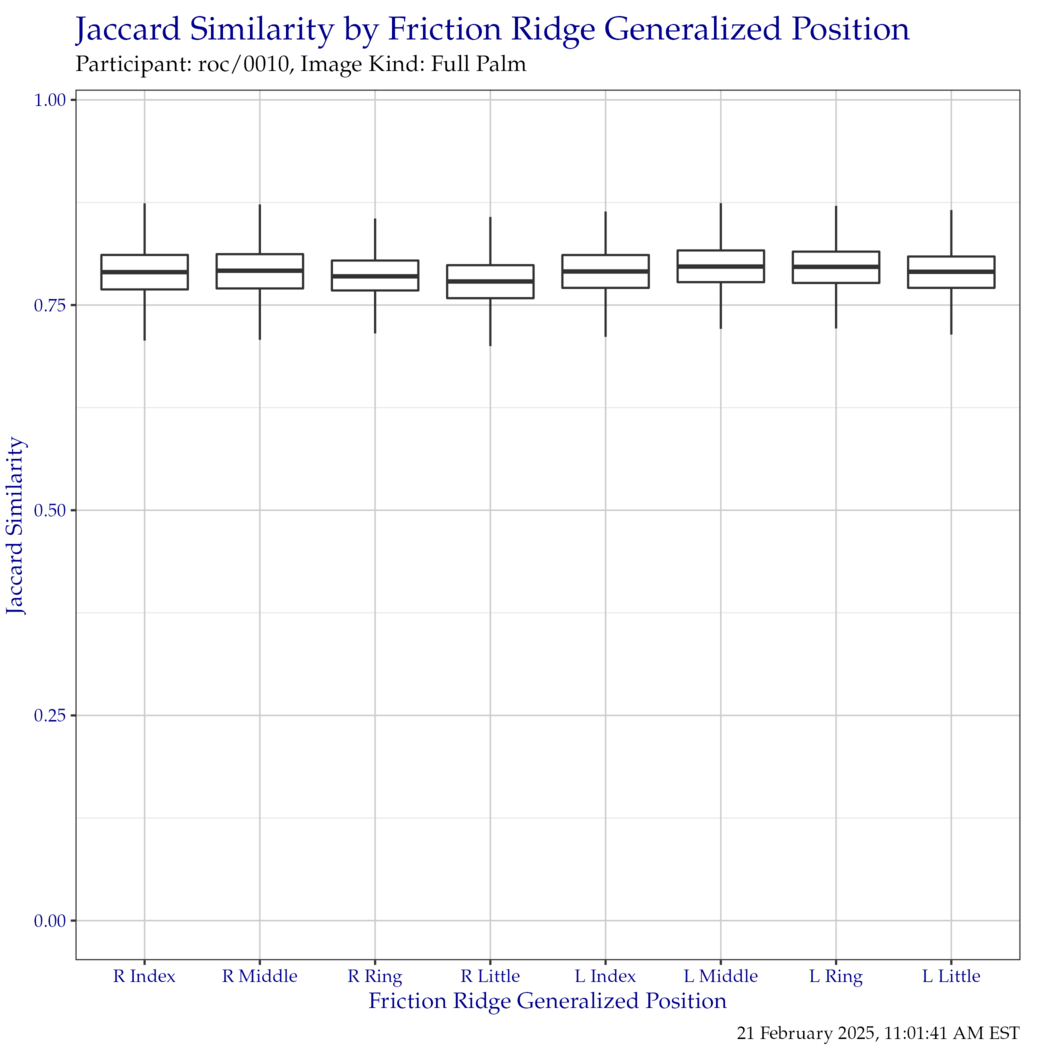 Jaccard Similarity by Friction Ridge Generalized Position
Participant: roc/0010, Image Kind: Full Palm
1.00
0.75
0.50
0.25
0.00
Jaccard Similarity
R Index R Middle R Ring R Little L Index L Middle L Ring L Little
Friction Ridge Generalized Position
21 February 2025, 11:01:41 AM EST